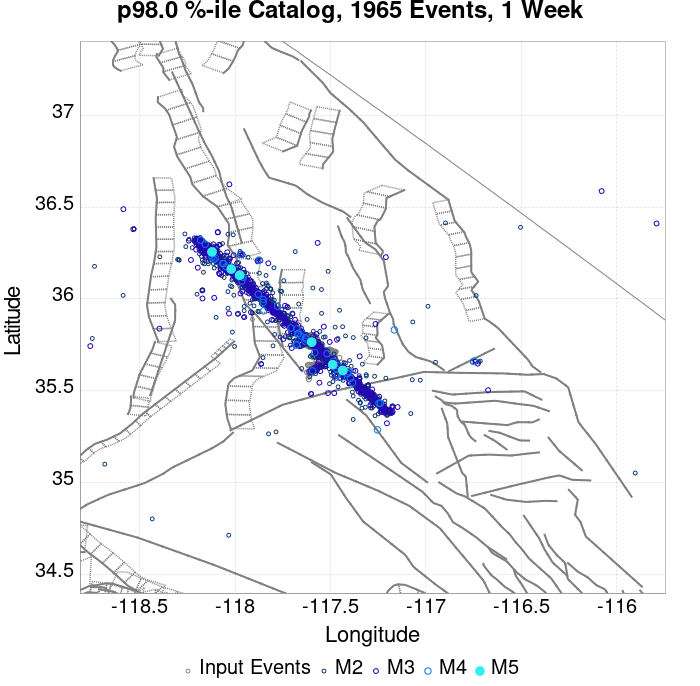 p98.0 %-ile Catalog, 1965 Events, 1 Week
37
36.5
36
35.5
35
34.5
Latitude
-118.5 -118 -117.5 -117 -116.5 -116
Longitude
Input Events M2 M3 M4 M5